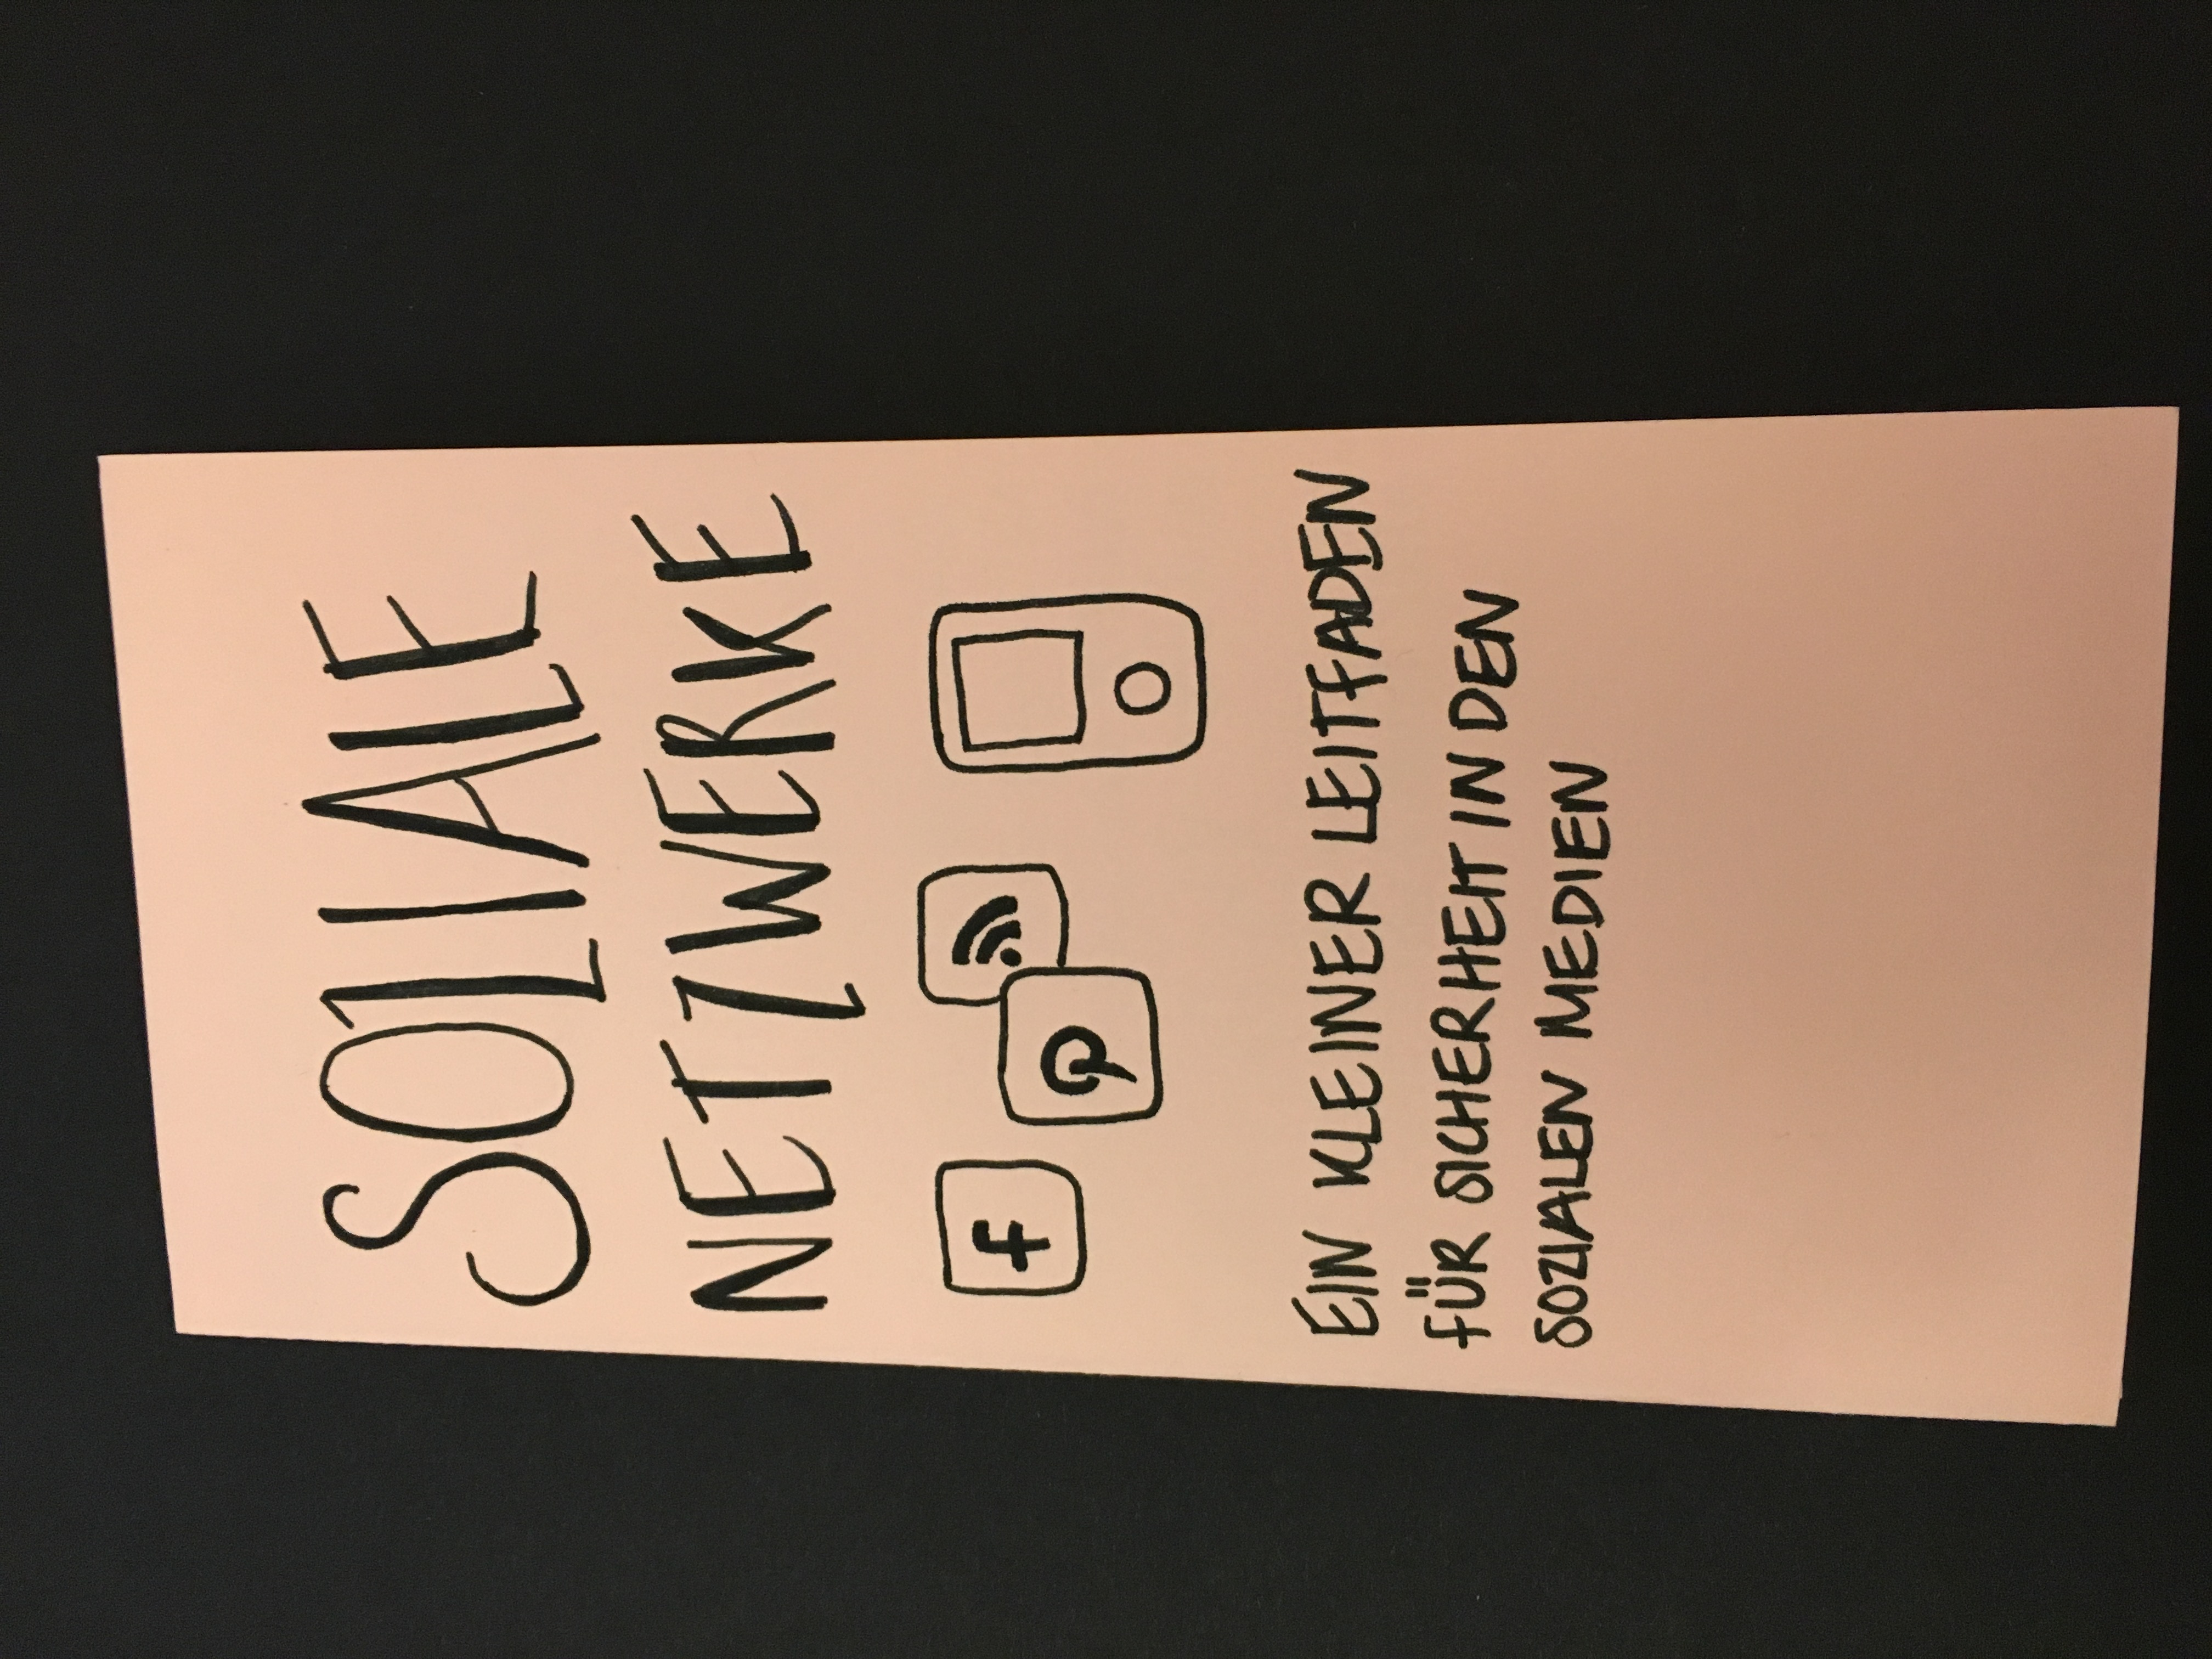 SOZIALE
NETZWERKE
f
EIN KLEINER LEITFADEN
FÜR SICHERHEIT IN DEN
SOZIALEN MEDIEN